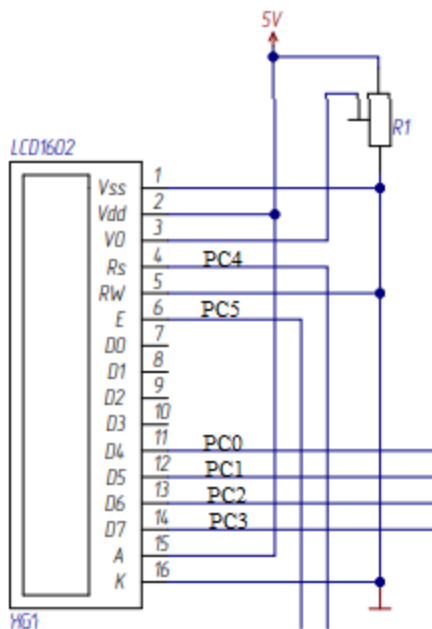 5V
R1
LCD1602
Vss 1
Vdd 2
V0 3
Rs 4 PC4
RW 5
E 6 PC5
D0 7
D1 8
D2 9
D3 10
D4 11 PC0
D5 12 PC1
D6 13 PC2
D7 14 PC3
A 15
K 16
HG1